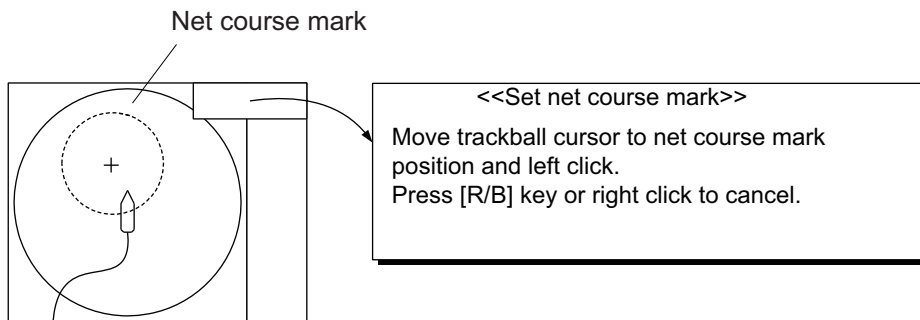 Net course mark
<<Set net course mark>>
Move trackball cursor to net course mark
position and left click.
Press [R/B] key or right click to cancel.